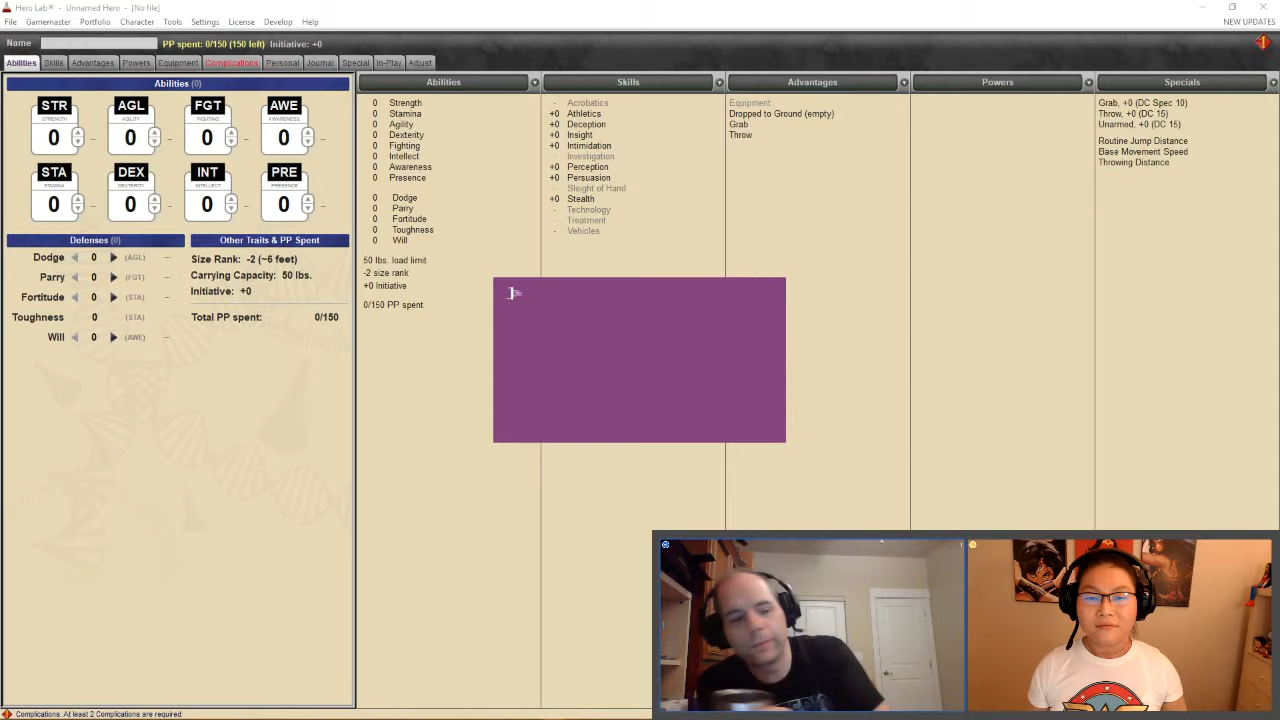 Hero Lab® - Unnamed Hero - [No file]
File Gamemaster Portfolio Character Tools Settings License Develop Help
NEW UPDATES
Name PP spent: 0/150 (150 left) Initiative: +0
Abilities Skills Advantages Powers Equipment Complications Personal Journal Special In-Play Adjust
Abilities (0)
STR AGL FGT AWE
STRENGTH AGILITY FIGHTING AWARENESS
0 0 0 0
STA DEX INT PRE
STAMINA DEXTERITY INTELLECT PRESENCE
0 0 0 0
Defenses (0)
Dodge 0 (AGL) –
Parry 0 (FGT) –
Fortitude 0 (STA) –
Toughness 0 (STA)
Will 0 (AWE) –
Other Traits & PP Spent
Size Rank: -2 (~6 feet)
Carrying Capacity: 50 lbs.
Initiative: +0
Total PP spent: 0/150
Abilities
0 Strength
0 Stamina
0 Agility
0 Dexterity
0 Fighting
0 Intellect
0 Awareness
0 Presence
0 Dodge
0 Parry
0 Fortitude
0 Toughness
0 Will
50 lbs. load limit
-2 size rank
+0 Initiative
0/150 PP spent
Skills
- Acrobatics
+0 Athletics
+0 Deception
+0 Insight
+0 Intimidation
- Investigation
+0 Perception
+0 Persuasion
- Sleight of Hand
+0 Stealth
- Technology
- Treatment
- Vehicles
Advantages
Equipment:
Dropped to Ground (empty)
Grab
Throw
Powers
Specials
Grab, +0 (DC Spec 10)
Throw, +0 (DC 15)
Unarmed, +0 (DC 15)
Routine Jump Distance
Base Movement Speed
Throwing Distance
Complications: At least 2 Complications are required